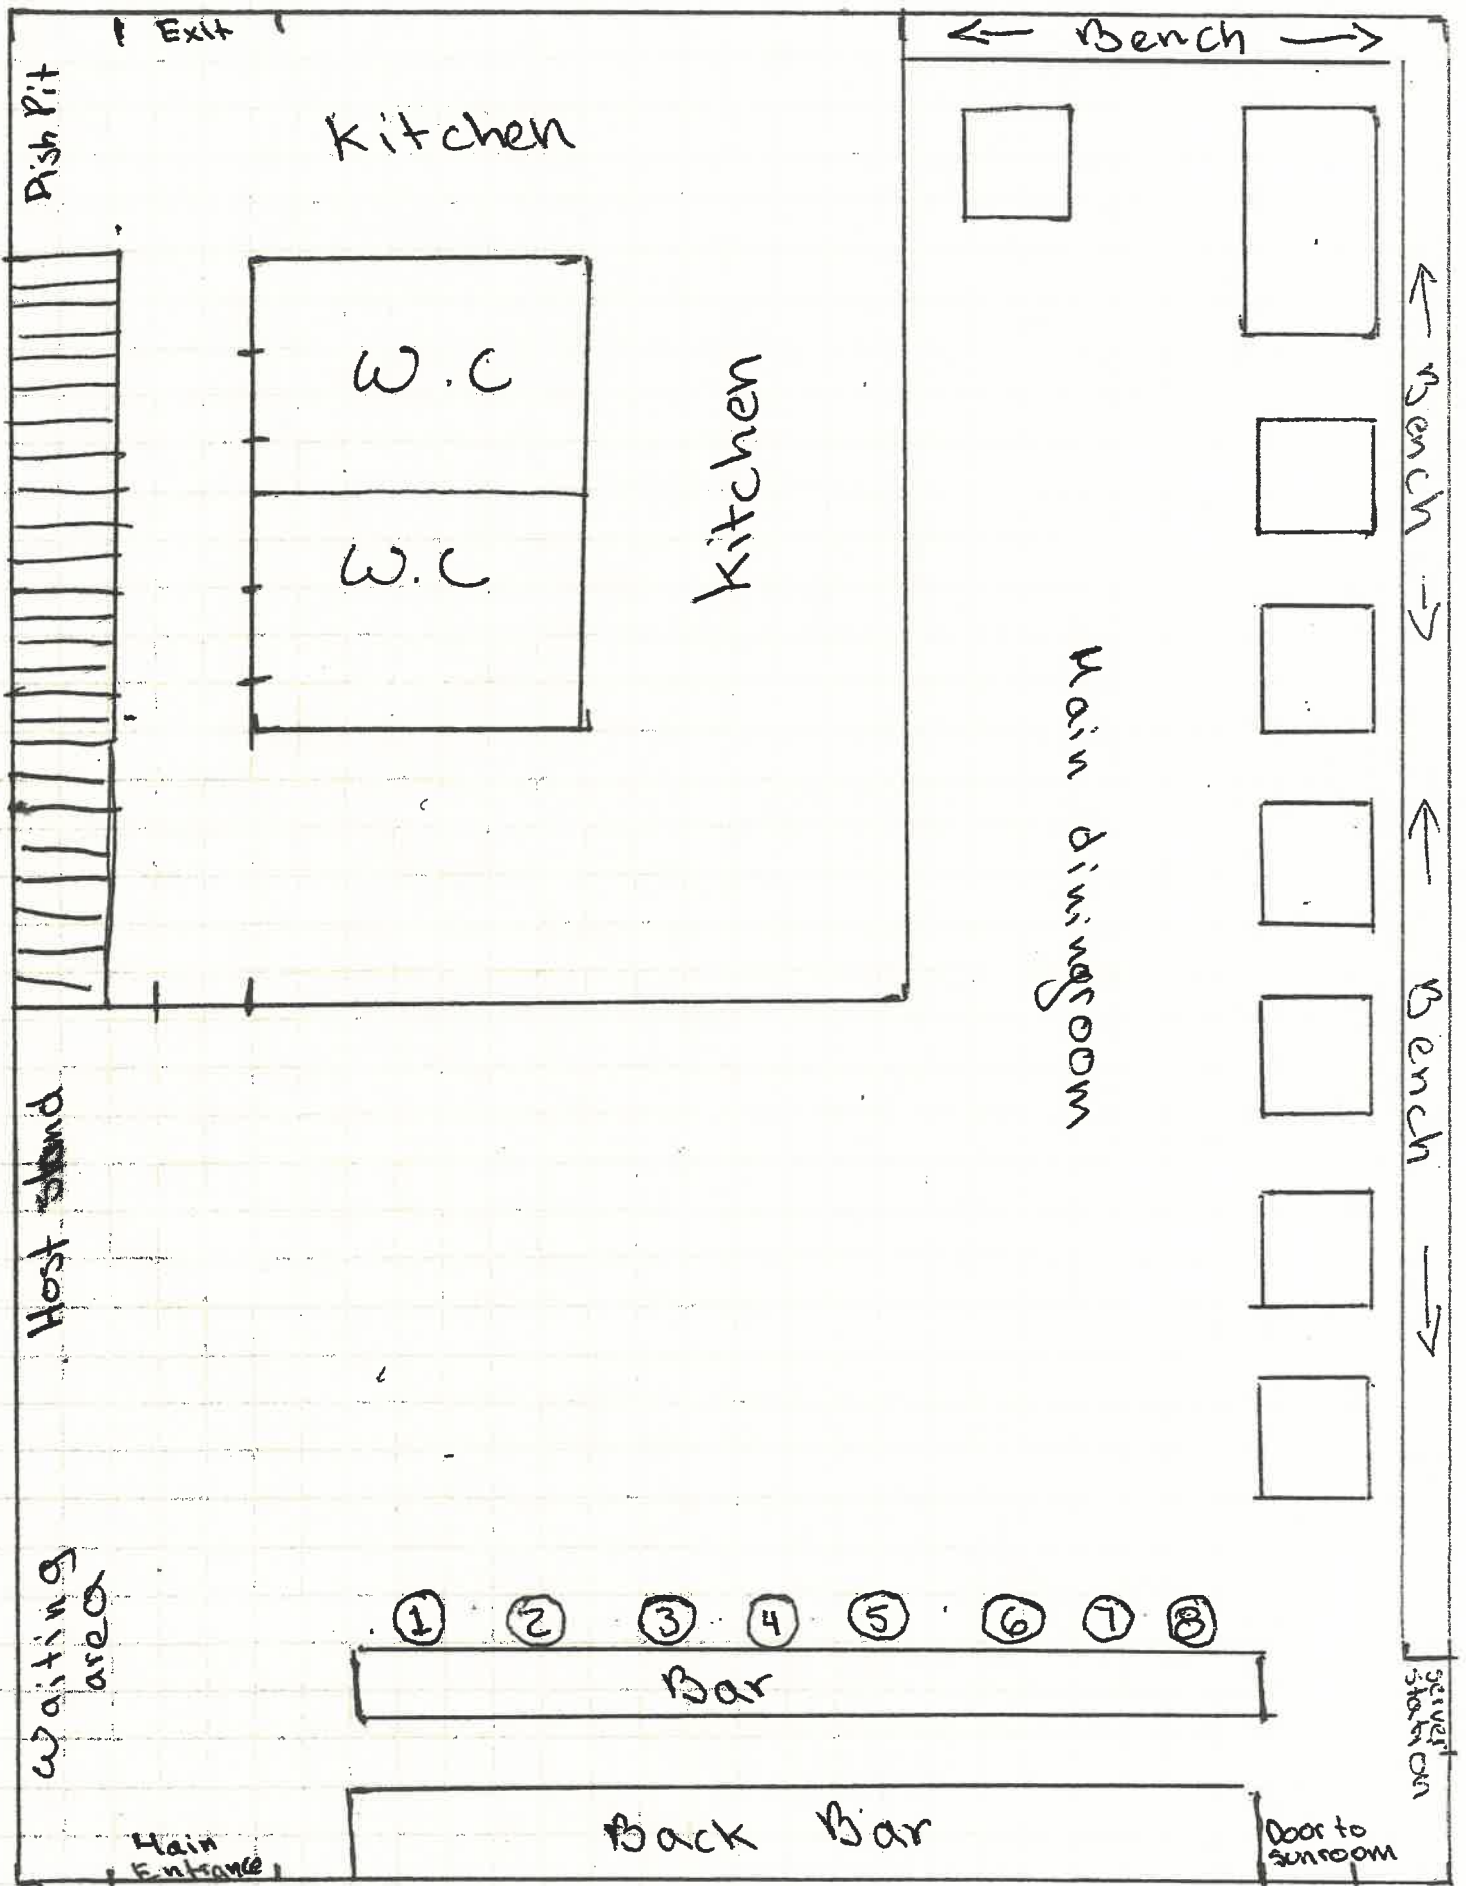 Exit
Bench
Dish Pit
Kitchen
W.C
W.C
Kitchen
Bench
Main diningroom
Bench
Host stand
Waiting
area
1 2 3 4 5 6 7 8
Bar
server
station
Back Bar
Main
Entrance
Door to
sunroom